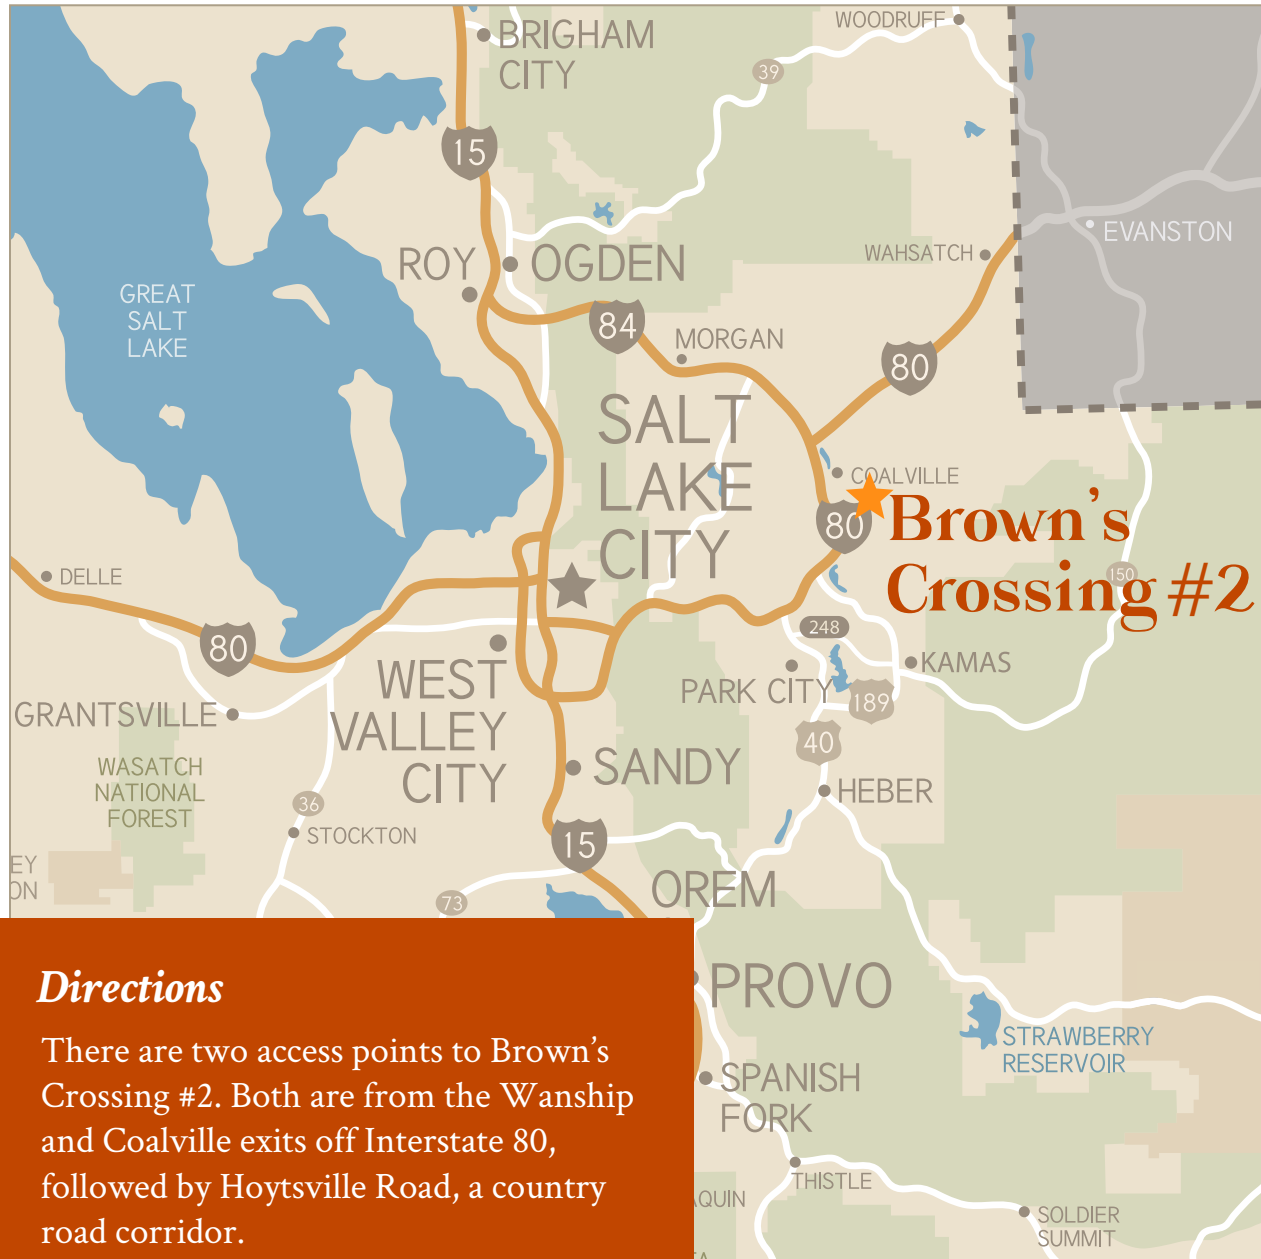 BRIGHAM
CITY
WOODRUFF
39
15
EVANSTON
WAHSATCH
ROY
OGDEN
GREAT
SALT
LAKE
84
MORGAN
80
SALT
LAKE
CITY
COALVILLE
80
Brown's
Crossing #2
150
DELLE
80
248
KAMAS
PARK CITY
189
WEST
VALLEY
CITY
GRANTSVILLE
40
SANDY
WASATCH
NATIONAL
FOREST
HEBER
36
STOCKTON
15
EY
ON
OREM
73
PROVO
STRAWBERRY
RESERVOIR
SPANISH
FORK
THISTLE
AQUIN
SOLDIER
SUMMIT
Directions
There are two access points to Brown's
Crossing #2. Both are from the Wanship
and Coalville exits off Interstate 80,
followed by Hoytsville Road, a country
road corridor.